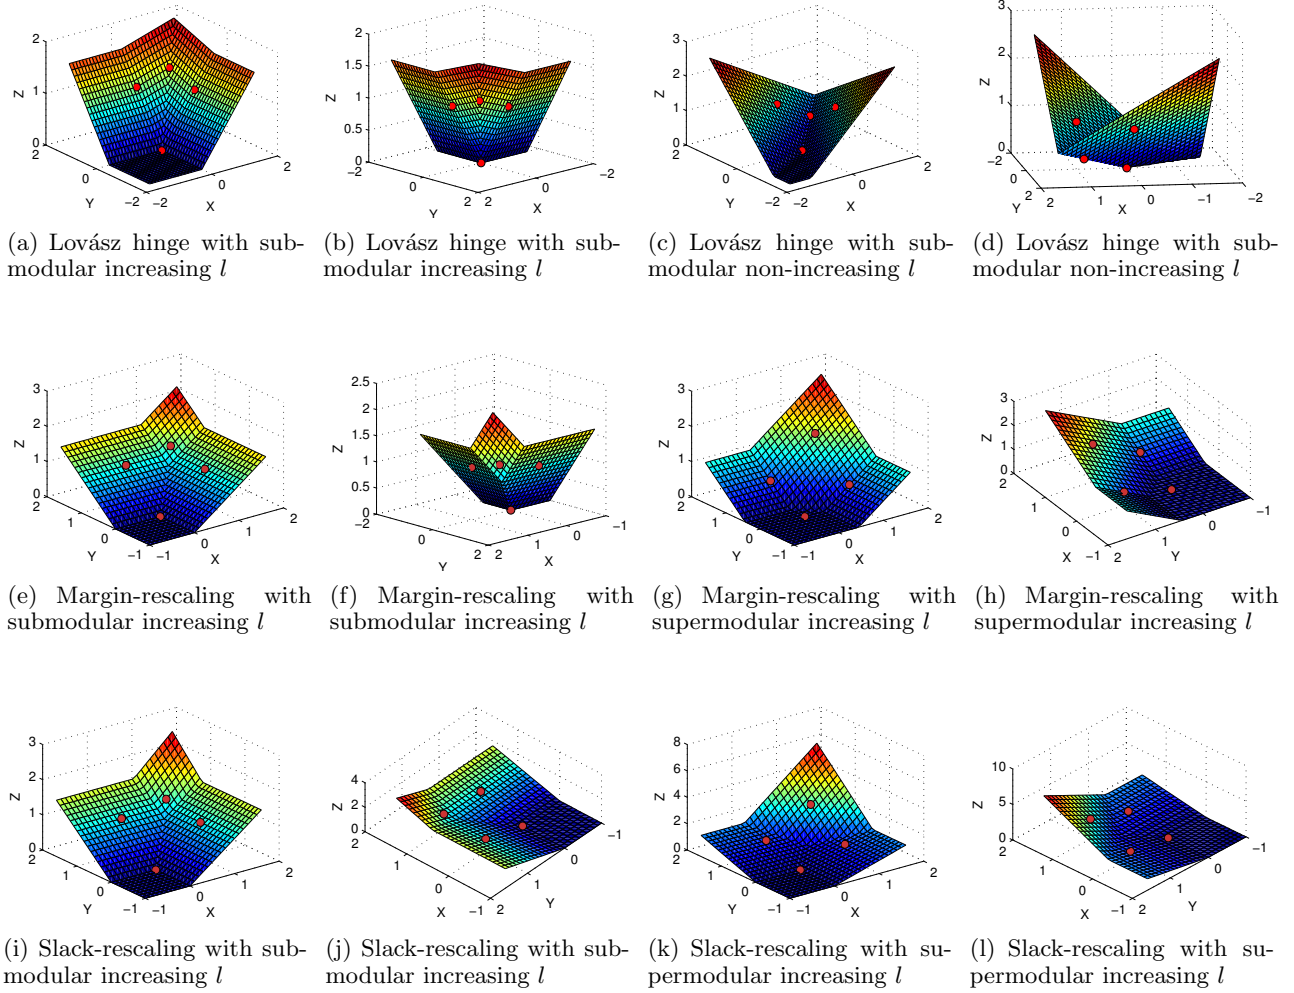 (a) Lovász hinge with sub-
modular increasing l
(b) Lovász hinge with sub-
modular increasing l
(c) Lovász hinge with sub-
modular non-increasing l
(d) Lovász hinge with sub-
modular non-increasing l
(e) Margin-rescaling with
submodular increasing l
(f) Margin-rescaling with
submodular increasing l
(g) Margin-rescaling with
supermodular increasing l
(h) Margin-rescaling with
supermodular increasing l
(i) Slack-rescaling with sub-
modular increasing l
(j) Slack-rescaling with sub-
modular increasing l
(k) Slack-rescaling with su-
permodular increasing l
(l) Slack-rescaling with su-
permodular increasing l